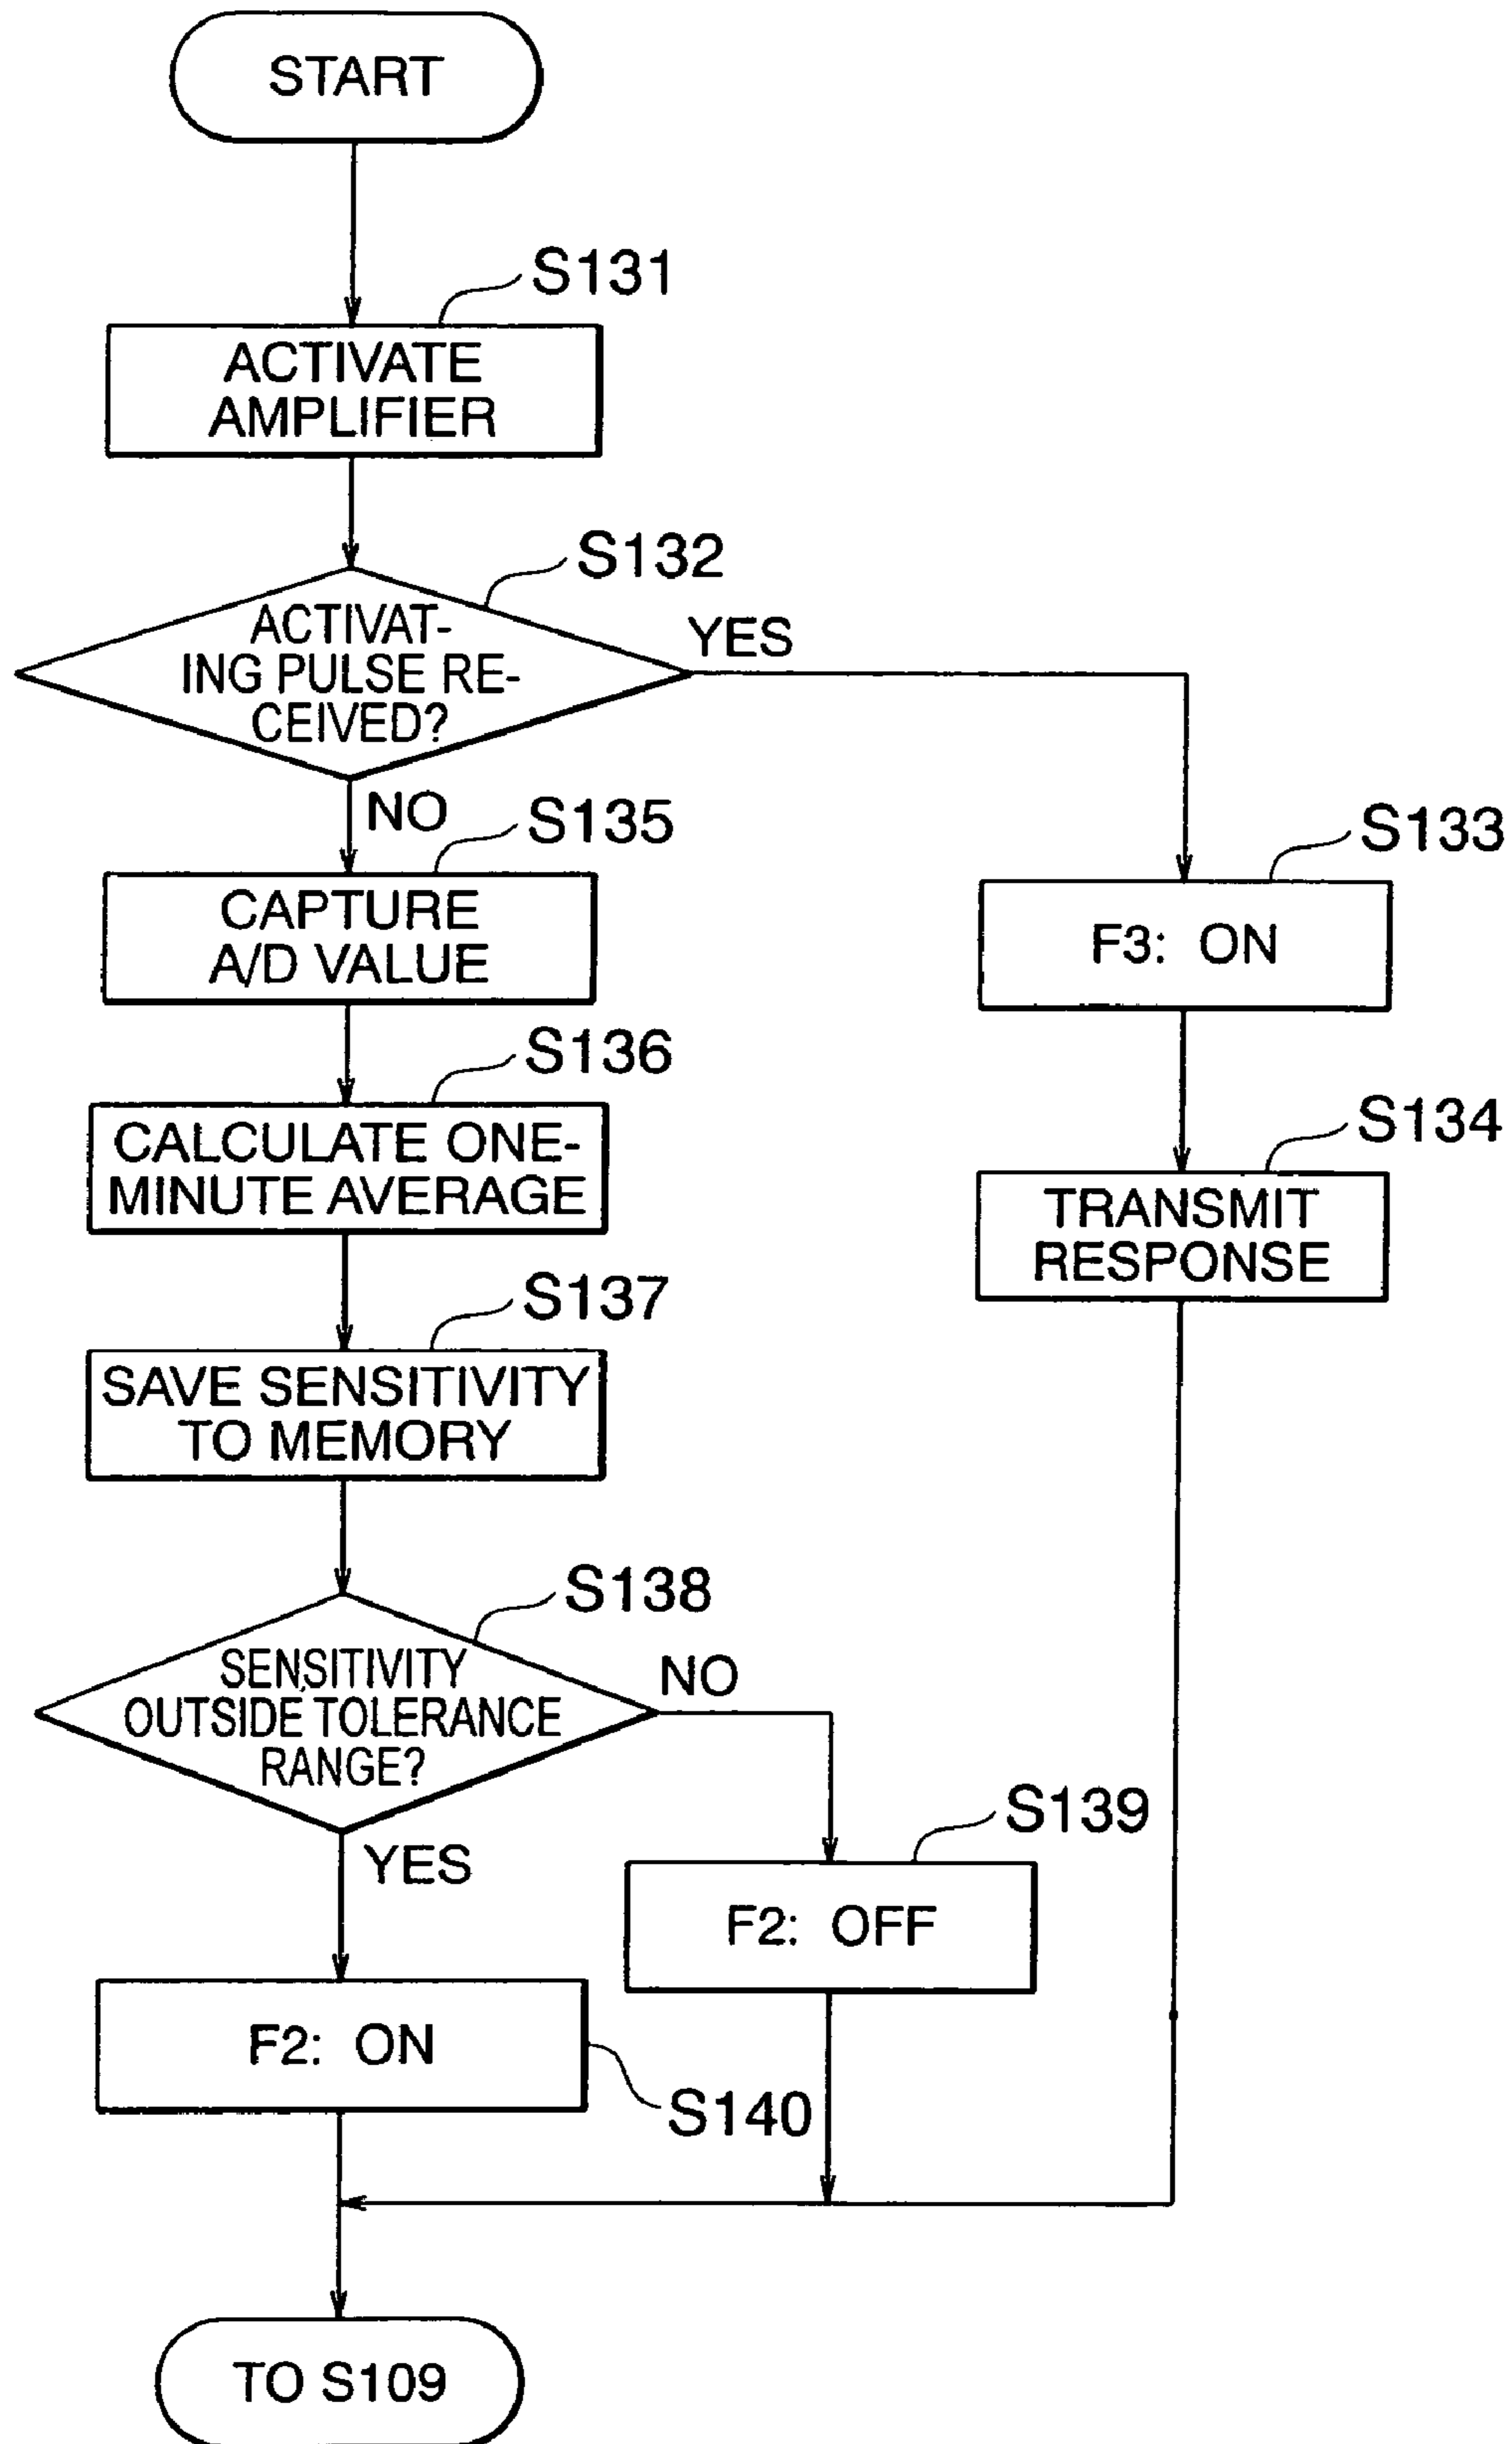 START
S131
ACTIVATE
AMPLIFIER
S132
ACTIVAT-
ING PULSE RE-
CEIVED?
YES
NO
S135
CAPTURE
A/D VALUE
S133
F3: ON
S136
CALCULATE ONE-
MINUTE AVERAGE
S134
TRANSMIT
RESPONSE
S137
SAVE SENSITIVITY
TO MEMORY
S138
SENSITIVITY
OUTSIDE TOLERANCE
RANGE?
NO
YES
S139
F2: OFF
F2: ON
S140
TO S109